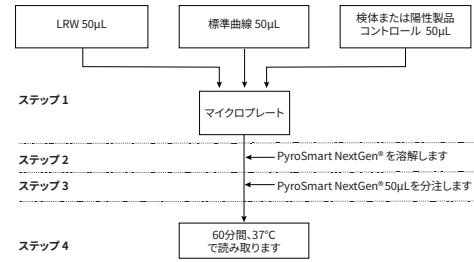 LRW 50µL
標準曲線 50µL
検体または陽性製品
コントロール 50µL
ステップ 1
マイクロプレート
ステップ 2
PyroSmart NextGen® を溶解します
ステップ 3
PyroSmart NextGen® 50µLを分注します
ステップ 4
60分間、37℃
で読み取ります